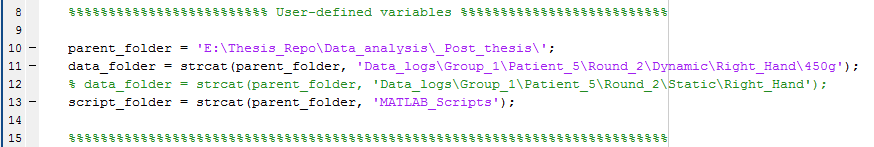 8 %%%%%%%%%%%%%%%%%%%%%%%%% User-defined variables %%%%%%%%%%%%%%%%%%%%%%%%%%
9
10 – parent_folder = 'E:\Thesis_Repo\Data_analysis\_Post_thesis\';
11 – data_folder = strcat(parent_folder, 'Data_logs\Group_1\Patient_5\Round_2\Dynamic\Right_Hand\450g');
12 % data_folder = strcat(parent_folder, 'Data_logs\Group_1\Patient_5\Round_2\Static\Right_Hand');
13 – script_folder = strcat(parent_folder, 'MATLAB_Scripts');
14
15 %%%%%%%%%%%%%%%%%%%%%%%%%%%%%%%%%%%%%%%%%%%%%%%%%%%%%%%%%%%%%%%%%%%%%%%%%%%%%